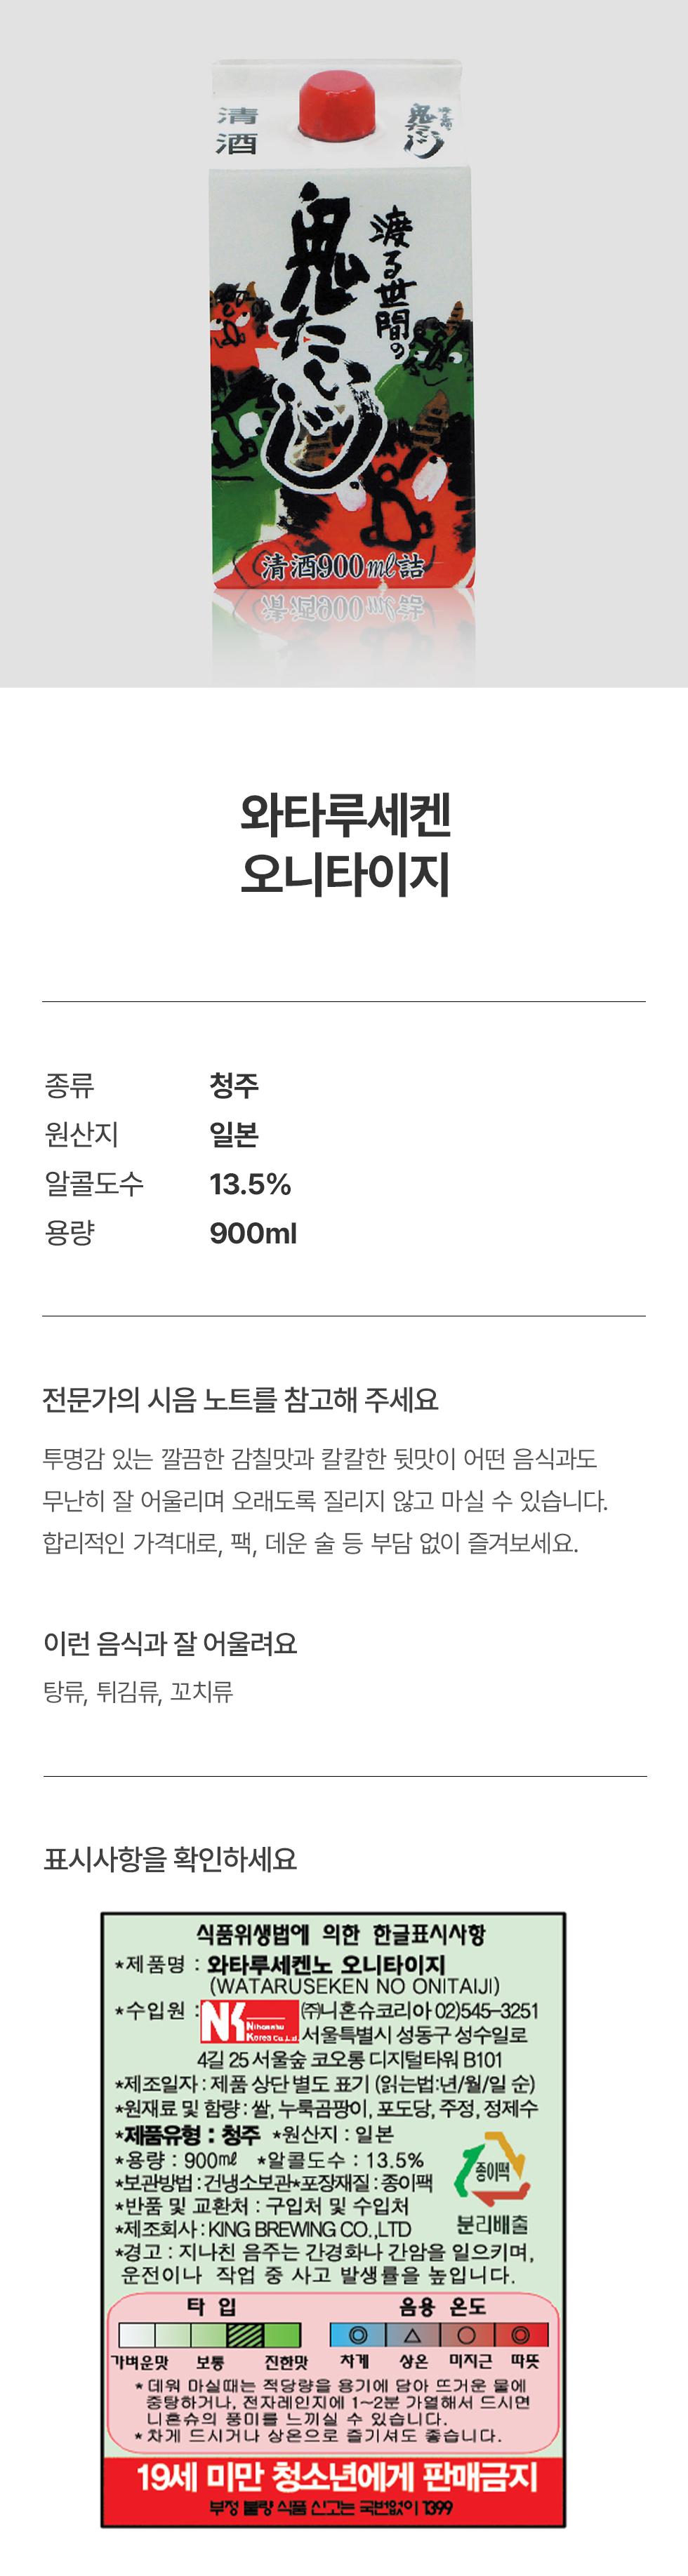 清
酒
渡る世間の
鬼たいじ
渡る世間の
鬼たいじ
清酒900ml詰
와타루세켄
오니타이지
종류 청주
원산지 일본
알콜도수 13.5%
용량 900ml
전문가의 시음 노트를 참고해 주세요
투명감 있는 깔끔한 감칠맛과 칼칼한 뒷맛이 어떤 음식과도
무난히 잘 어울리며 오래도록 질리지 않고 마실 수 있습니다.
합리적인 가격대로, 팩, 데운 술 등 부담 없이 즐겨보세요.
이런 음식과 잘 어울려요
탕류, 튀김류, 꼬치류
표시사항을 확인하세요
식품위생법에 의한 한글표시사항
*제품명 : 와타루세켄노 오니타이지
(WATARUSEKEN NO ONITAIJI)
*수입원 : NK Nihonshu Korea Co.,Ltd. ㈜니혼슈코리아 02)545-3251
서울특별시 성동구 성수일로
4길 25 서울숲 코오롱 디지털타워 B101
*제조일자 : 제품 상단 별도 표기 (읽는법:년/월/일 순)
*원재료 및 함량 : 쌀, 누룩곰팡이, 포도당, 주정, 정제수
*제품유형 : 청주 *원산지 : 일본
*용량 : 900㎖ *알콜도수 : 13.5%
*보관방법 : 건냉소보관*포장재질 : 종이팩
*반품 및 교환처 : 구입처 및 수입처
*제조회사 : KING BREWING CO.,LTD
종이팩
분리배출
*경고 : 지나친 음주는 간경화나 간암을 일으키며,
운전이나 작업 중 사고 발생률을 높입니다.
타 입 음용 온도
가벼운맛 보통 진한맛 차게 상온 미지근 따뜻
*데워 마실때는 적당량을 용기에 담아 뜨거운 물에
중탕하거나, 전자레인지에 1~2분 가열해서 드시면
니혼슈의 풍미를 느끼실 수 있습니다.
*차게 드시거나 상온으로 즐기셔도 좋습니다.
19세 미만 청소년에게 판매금지
부정 불량 식품 신고는 국번없이 1399